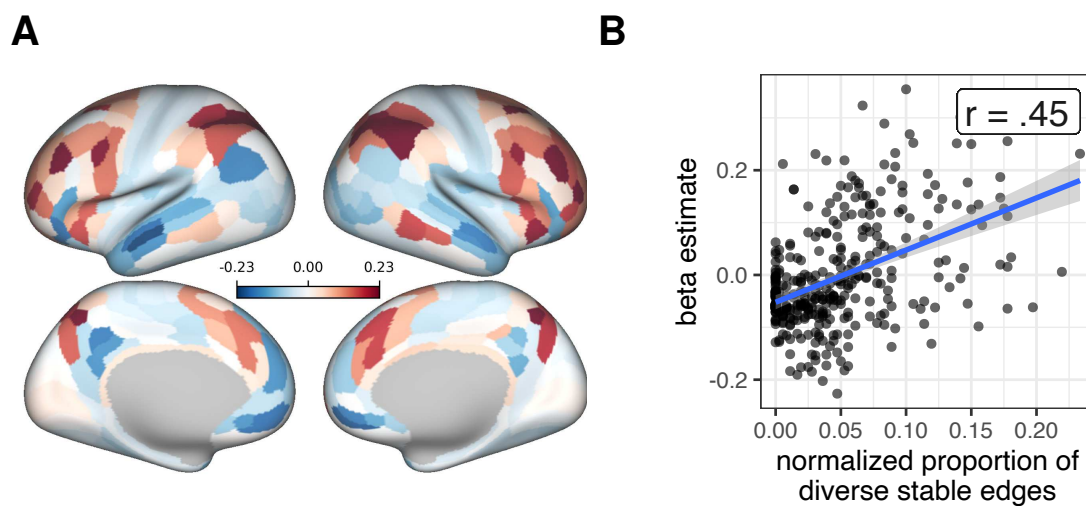 A
B
-0.23 0.00 0.23
r = .45
beta estimate
0.2
0.0
-0.2
0.00 0.05 0.10 0.15 0.20
normalized proportion of
diverse stable edges